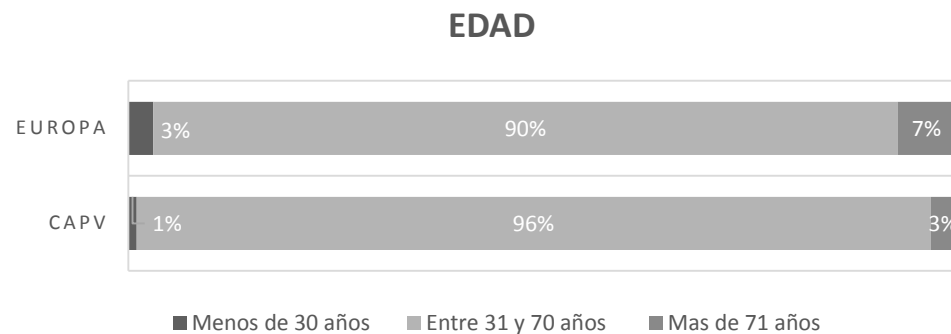 EDAD
EUROPA 3% 90% 7%
CAPV 1% 96% 3%
Menos de 30 años Entre 31 y 70 años Mas de 71 años